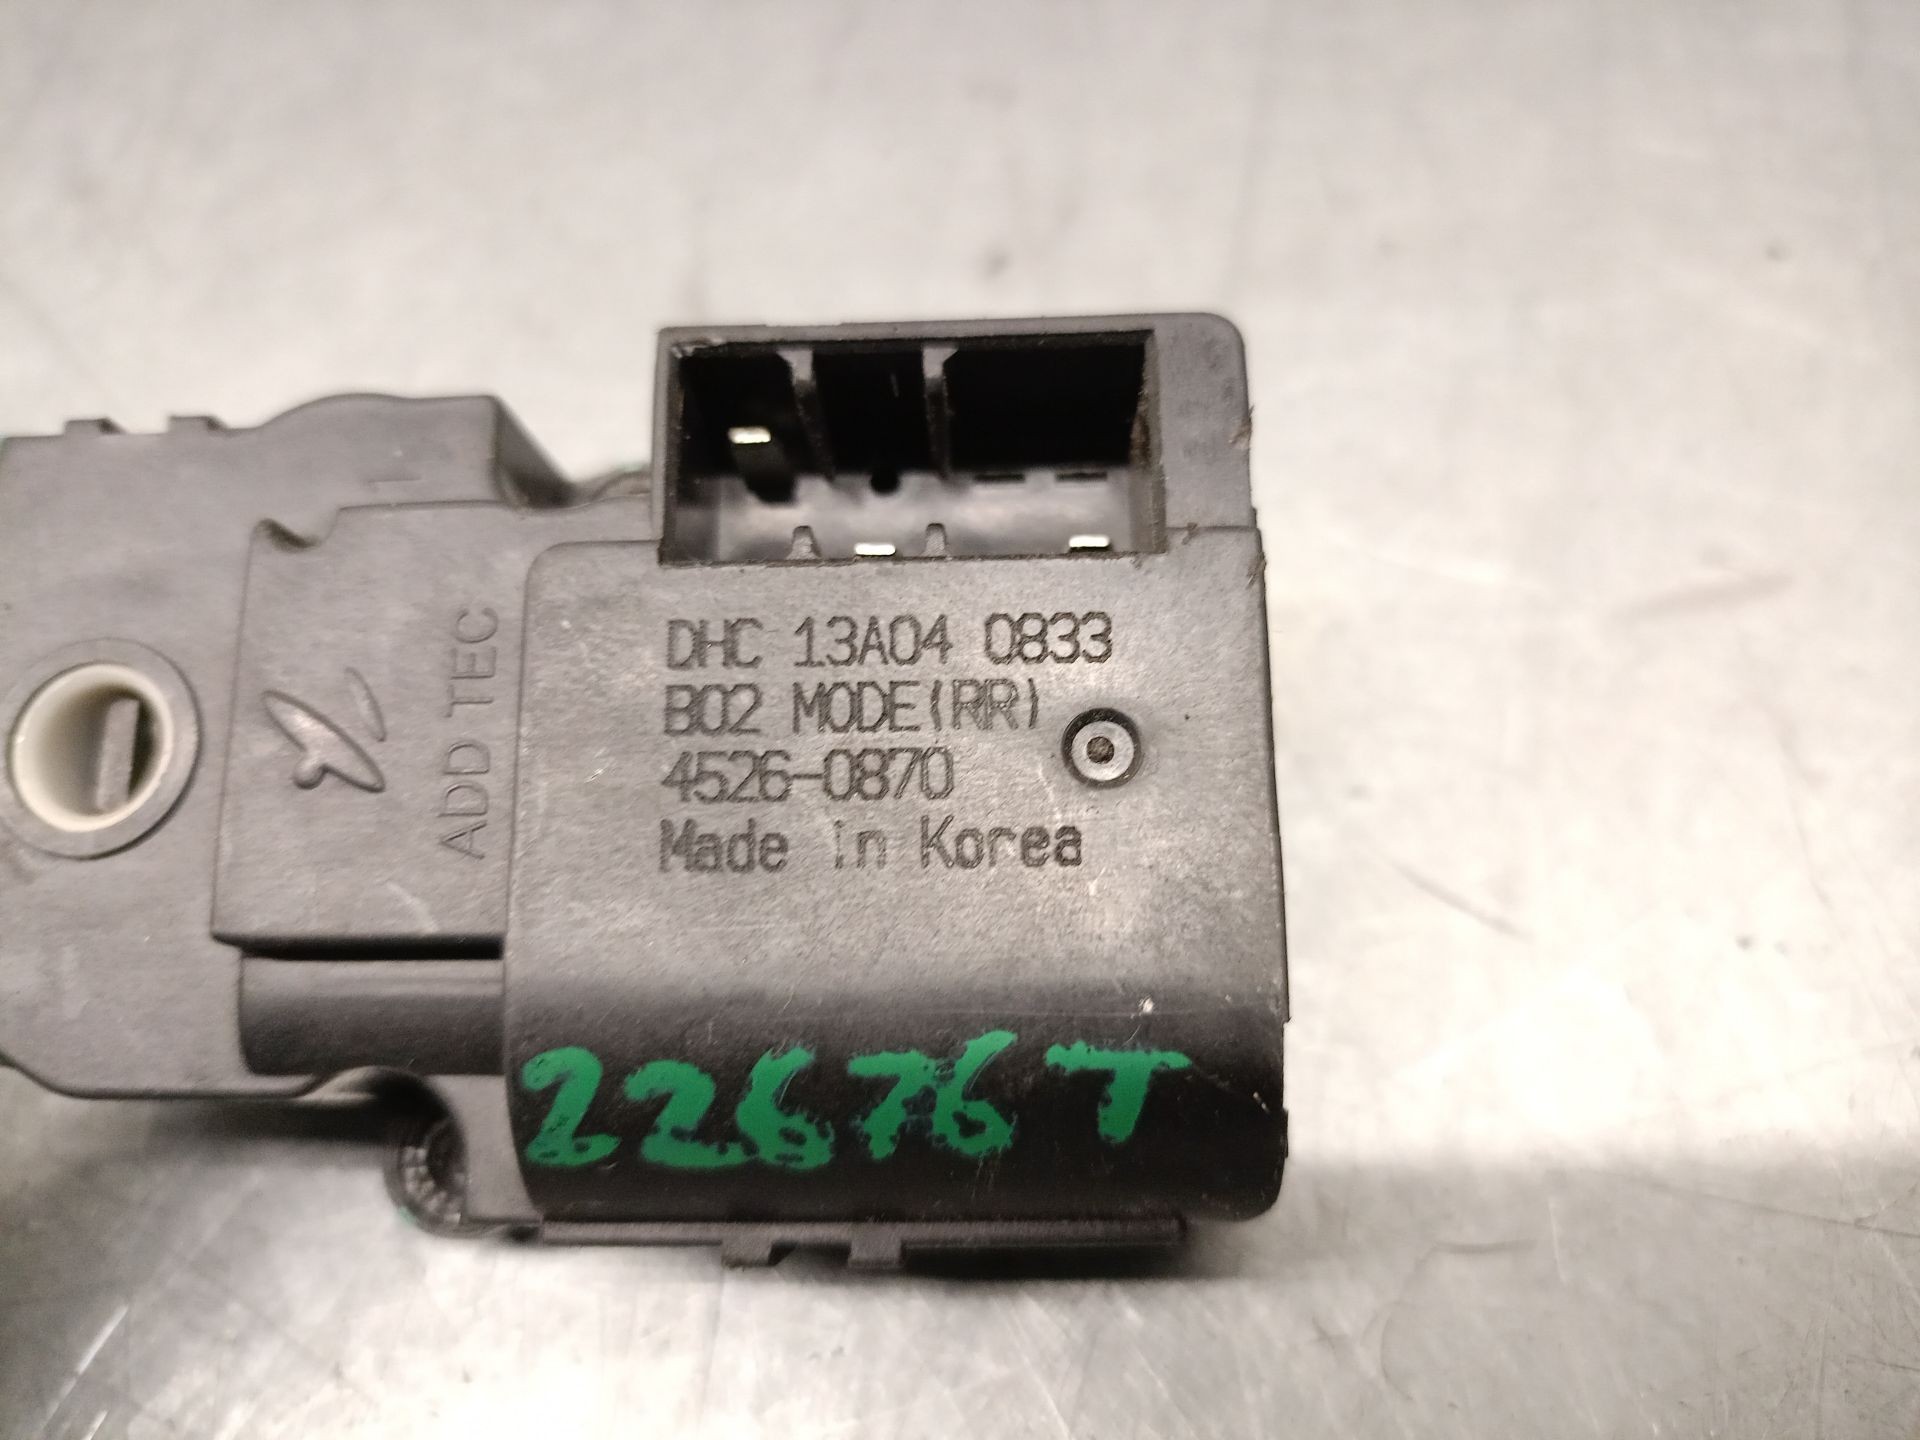 DHC 13A04 0833
B02 MODE(RR)
4526-0870
Made in Korea
ADD TEC
22676T